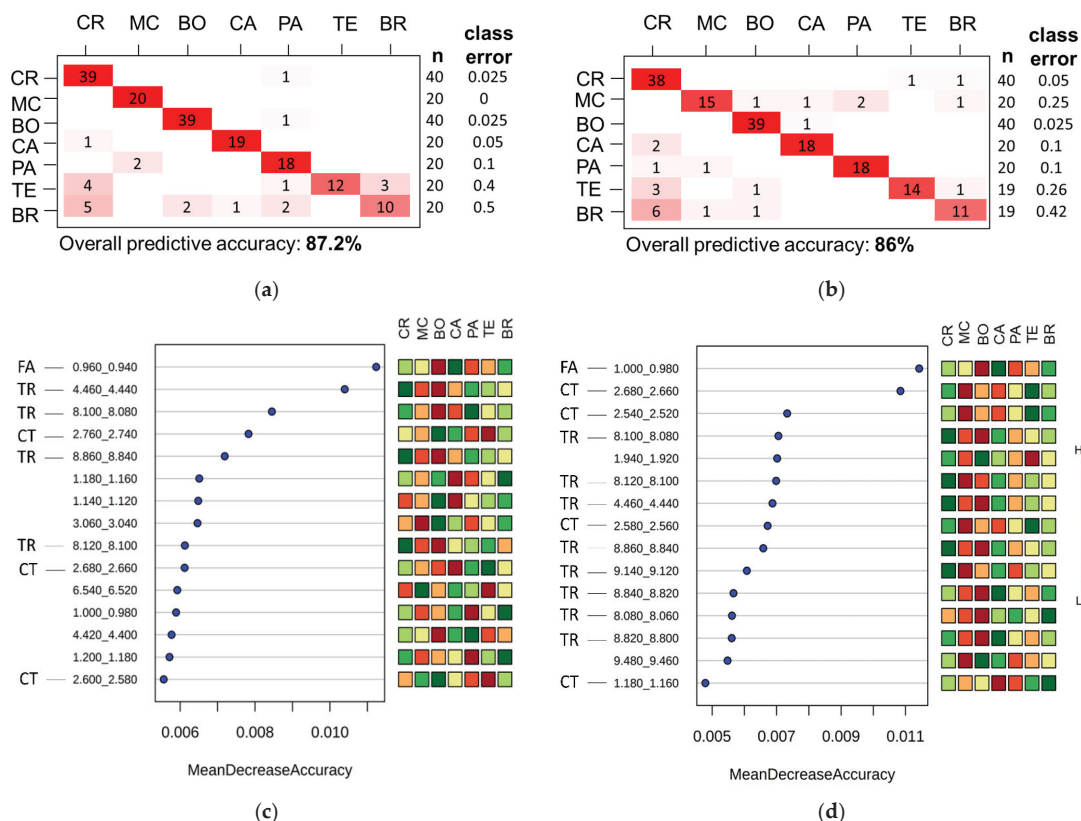 CR MC BO CA PA TE BR n class error
CR 39 1 40 0.025
MC 20 20 0
BO 39 1 40 0.025
CA 1 19 20 0.05
PA 2 18 20 0.1
TE 4 1 12 3 20 0.4
BR 5 2 1 2 10 20 0.5
Overall predictive accuracy: 87.2%
(a)
CR MC BO CA PA TE BR class error
CR 38 1 1 40 0.05
MC 15 1 1 2 1 20 0.25
BO 39 1 40 0.025
CA 2 18 20 0.1
PA 1 1 18 20 0.1
TE 3 1 14 1 19 0.26
BR 6 1 1 11 19 0.42
Overall predictive accuracy: 86%
(b)
CR MC BO CA PA TE BR
FA 0.960_0.940
TR 4.460_4.440
TR 8.100_8.080
CT 2.760_2.740
TR 8.860_8.840
1.180_1.160
1.140_1.120
3.060_3.040
TR 8.120_8.100
CT 2.680_2.660
6.540_6.520
1.000_0.980
4.420_4.400
1.200_1.180
CT 2.600_2.580
0.006 0.008 0.010
MeanDecreaseAccuracy
(c)
CR MC BO CA PA TE BR
FA 1.000_0.980
CT 2.680_2.660
CT 2.540_2.520
TR 8.100_8.080
1.940_1.920
TR 8.120_8.100
TR 4.460_4.440
CT 2.580_2.560
TR 8.860_8.840
TR 9.140_9.120
TR 8.840_8.820
TR 8.080_8.060
TR 8.820_8.800
9.480_9.460
CT 1.180_1.160
0.005 0.007 0.009 0.011
MeanDecreaseAccuracy
(d)
H
L